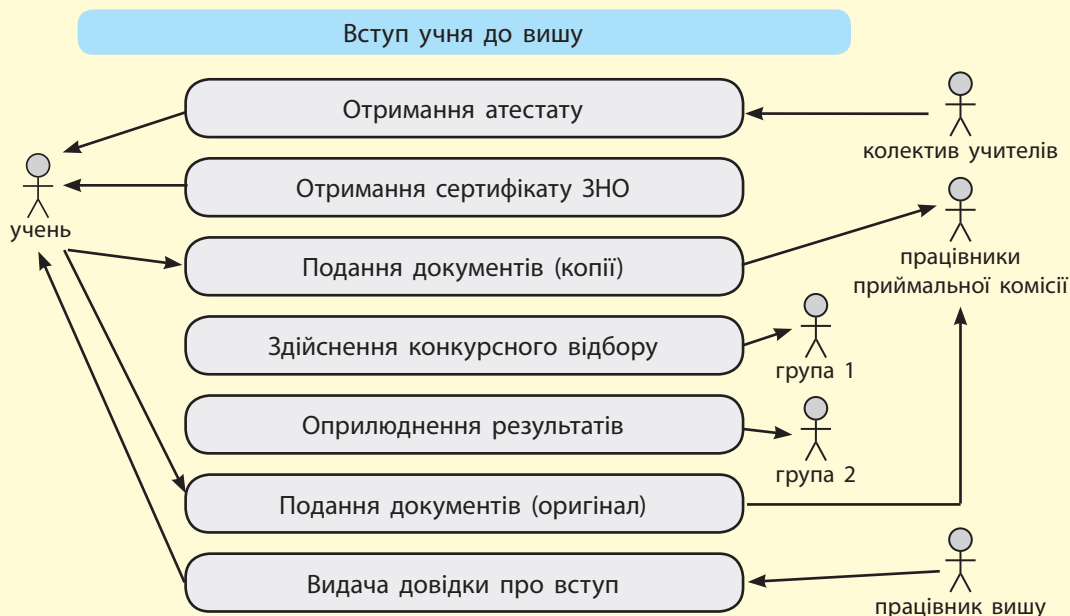 Вступ учня до вишу
Отримання атестату
колектив учителів
Отримання сертифікату ЗНО
учень
Подання документів (копії)
працівники
приймальної комісії
Здійснення конкурсного відбору
група 1
Оприлюднення результатів
група 2
Подання документів (оригінал)
Видача довідки про вступ
працівник вишу